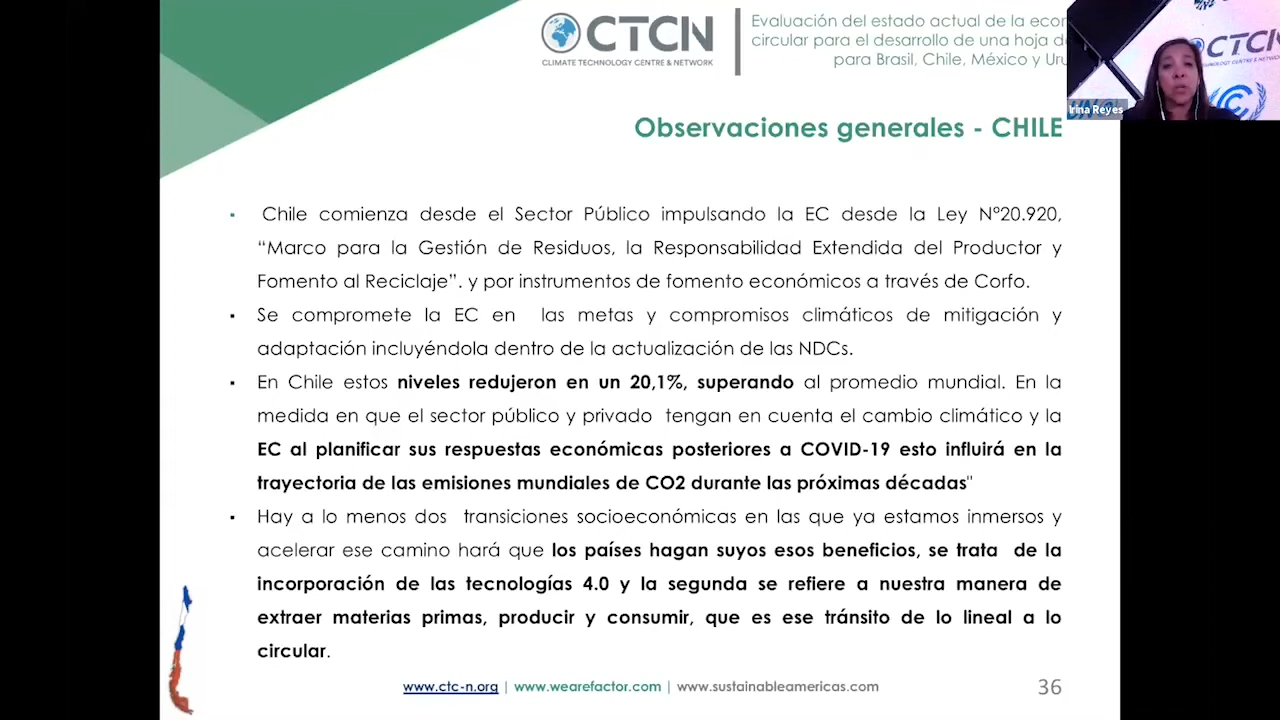 CTCN
CLIMATE TECHNOLOGY CENTRE & NETWORK
Evaluación del estado actual de la
circular para el desarrollo de una hoja
para Brasil, Chile, México y
CTCN
Irina Reyes
Observaciones generales - CHILE
▪ Chile comienza desde el Sector Público impulsando la EC desde la Ley N°20.920,
“Marco para la Gestión de Residuos, la Responsabilidad Extendida del Productor y
Fomento al Reciclaje”. y por instrumentos de fomento económicos a través de Corfo.
▪ Se compromete la EC en las metas y compromisos climáticos de mitigación y
adaptación incluyéndola dentro de la actualización de las NDCs.
▪ En Chile estos niveles redujeron en un 20,1%, superando al promedio mundial. En la
medida en que el sector público y privado tengan en cuenta el cambio climático y la
EC al planificar sus respuestas económicas posteriores a COVID-19 esto influirá en la
trayectoria de las emisiones mundiales de CO2 durante las próximas décadas"
▪ Hay a lo menos dos transiciones socioeconómicas en las que ya estamos inmersos y
acelerar ese camino hará que los países hagan suyos esos beneficios, se trata de la
incorporación de las tecnologías 4.0 y la segunda se refiere a nuestra manera de
extraer materias primas, producir y consumir, que es ese tránsito de lo lineal a lo
circular.
www.ctc-n.org | www.wearefactor.com | www.sustainableamericas.com
36